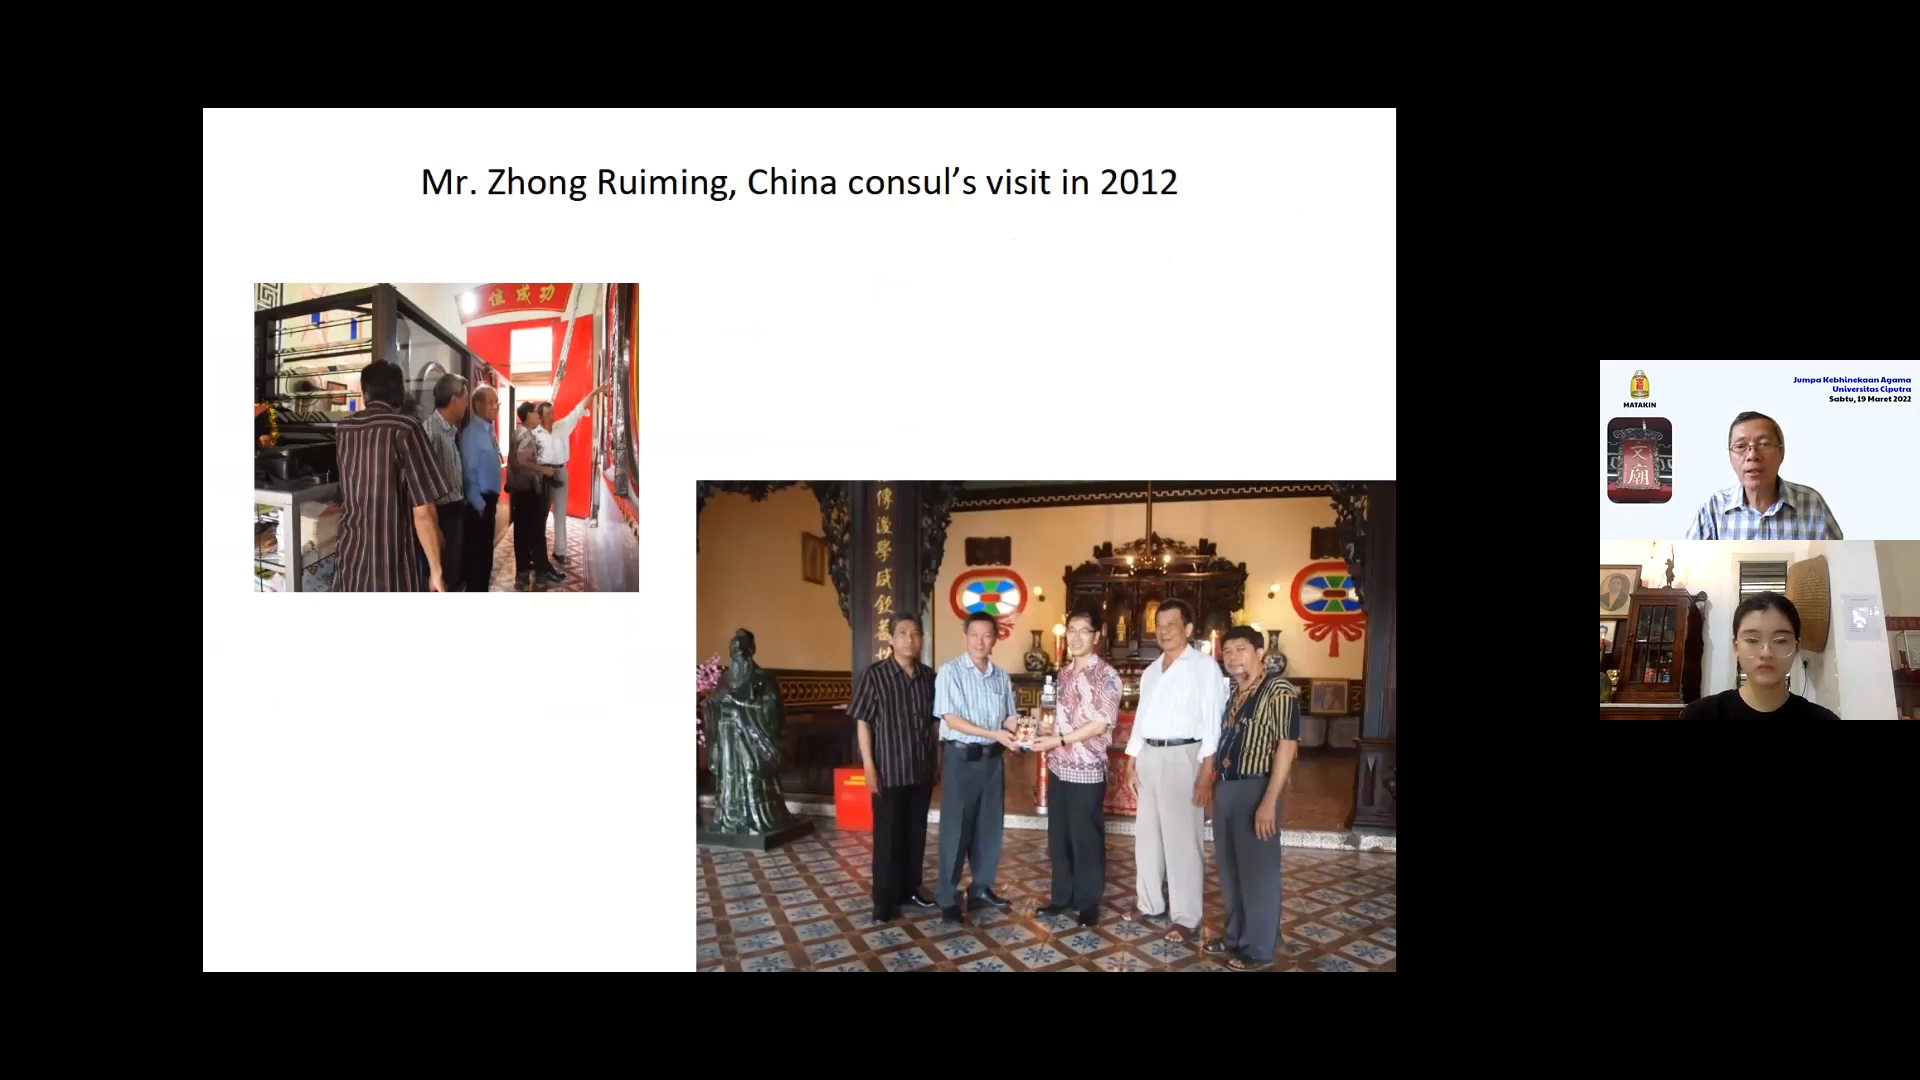 Mr. Zhong Ruiming, China consul’s visit in 2012
位成功
傳
後
學
咸
欽
MATAKIN
Jumpa Kebhinekaan Agama
Universitas Ciputra
Sabtu, 19 Maret 2022
文
廟